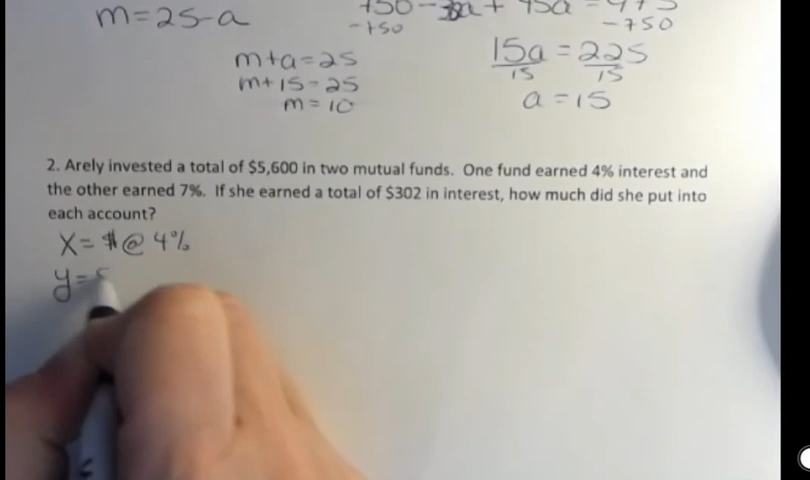 m=25-a
-750
-750
m+a=25
15a = 225
15 15
m+15=25
m=10
a=15
2. Arely invested a total of $5,600 in two mutual funds. One fund earned 4% interest and
the other earned 7%. If she earned a total of $302 in interest, how much did she put into
each account?
x=$@ 4%
y=